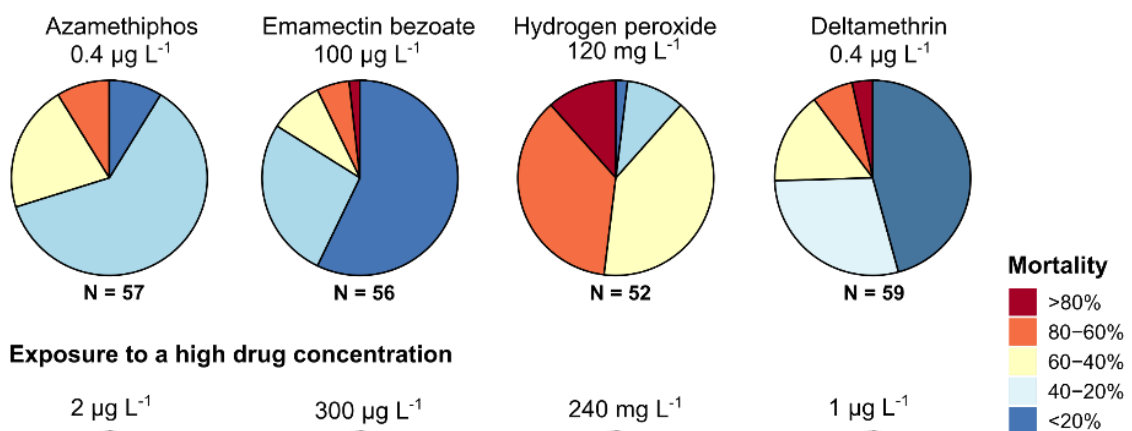 Azamethiphos
0.4 µg L⁻¹
Emamectin bezoate
100 µg L⁻¹
Hydrogen peroxide
120 mg L⁻¹
Deltamethrin
0.4 µg L⁻¹
N = 57
N = 56
N = 52
N = 59
Mortality
>80%
80−60%
60−40%
40−20%
<20%
Exposure to a high drug concentration
2 µg L⁻¹
300 µg L⁻¹
240 mg L⁻¹
1 µg L⁻¹